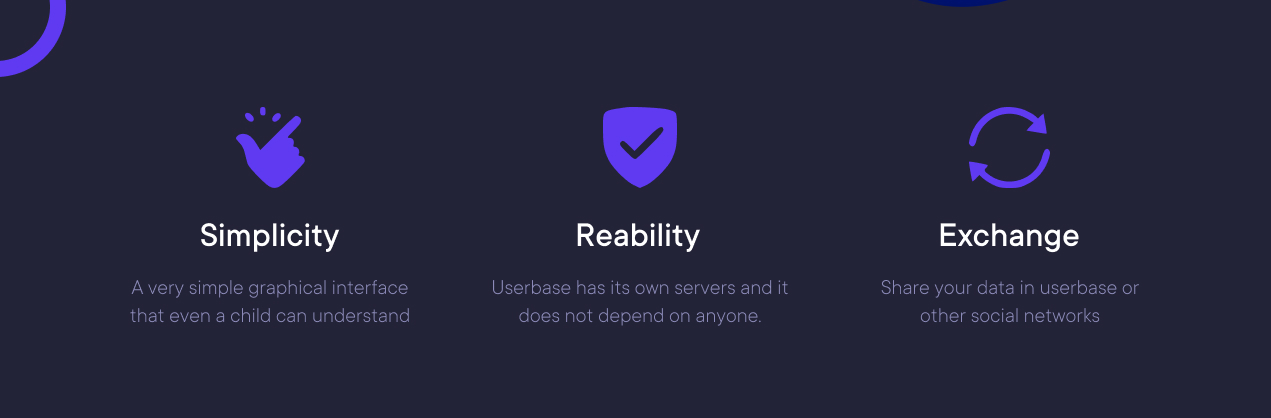 Simplicity
A very simple graphical interface
that even a child can understand
Reability
Userbase has its own servers and it
does not depend on anyone.
Exchange
Share your data in userbase or
other social networks